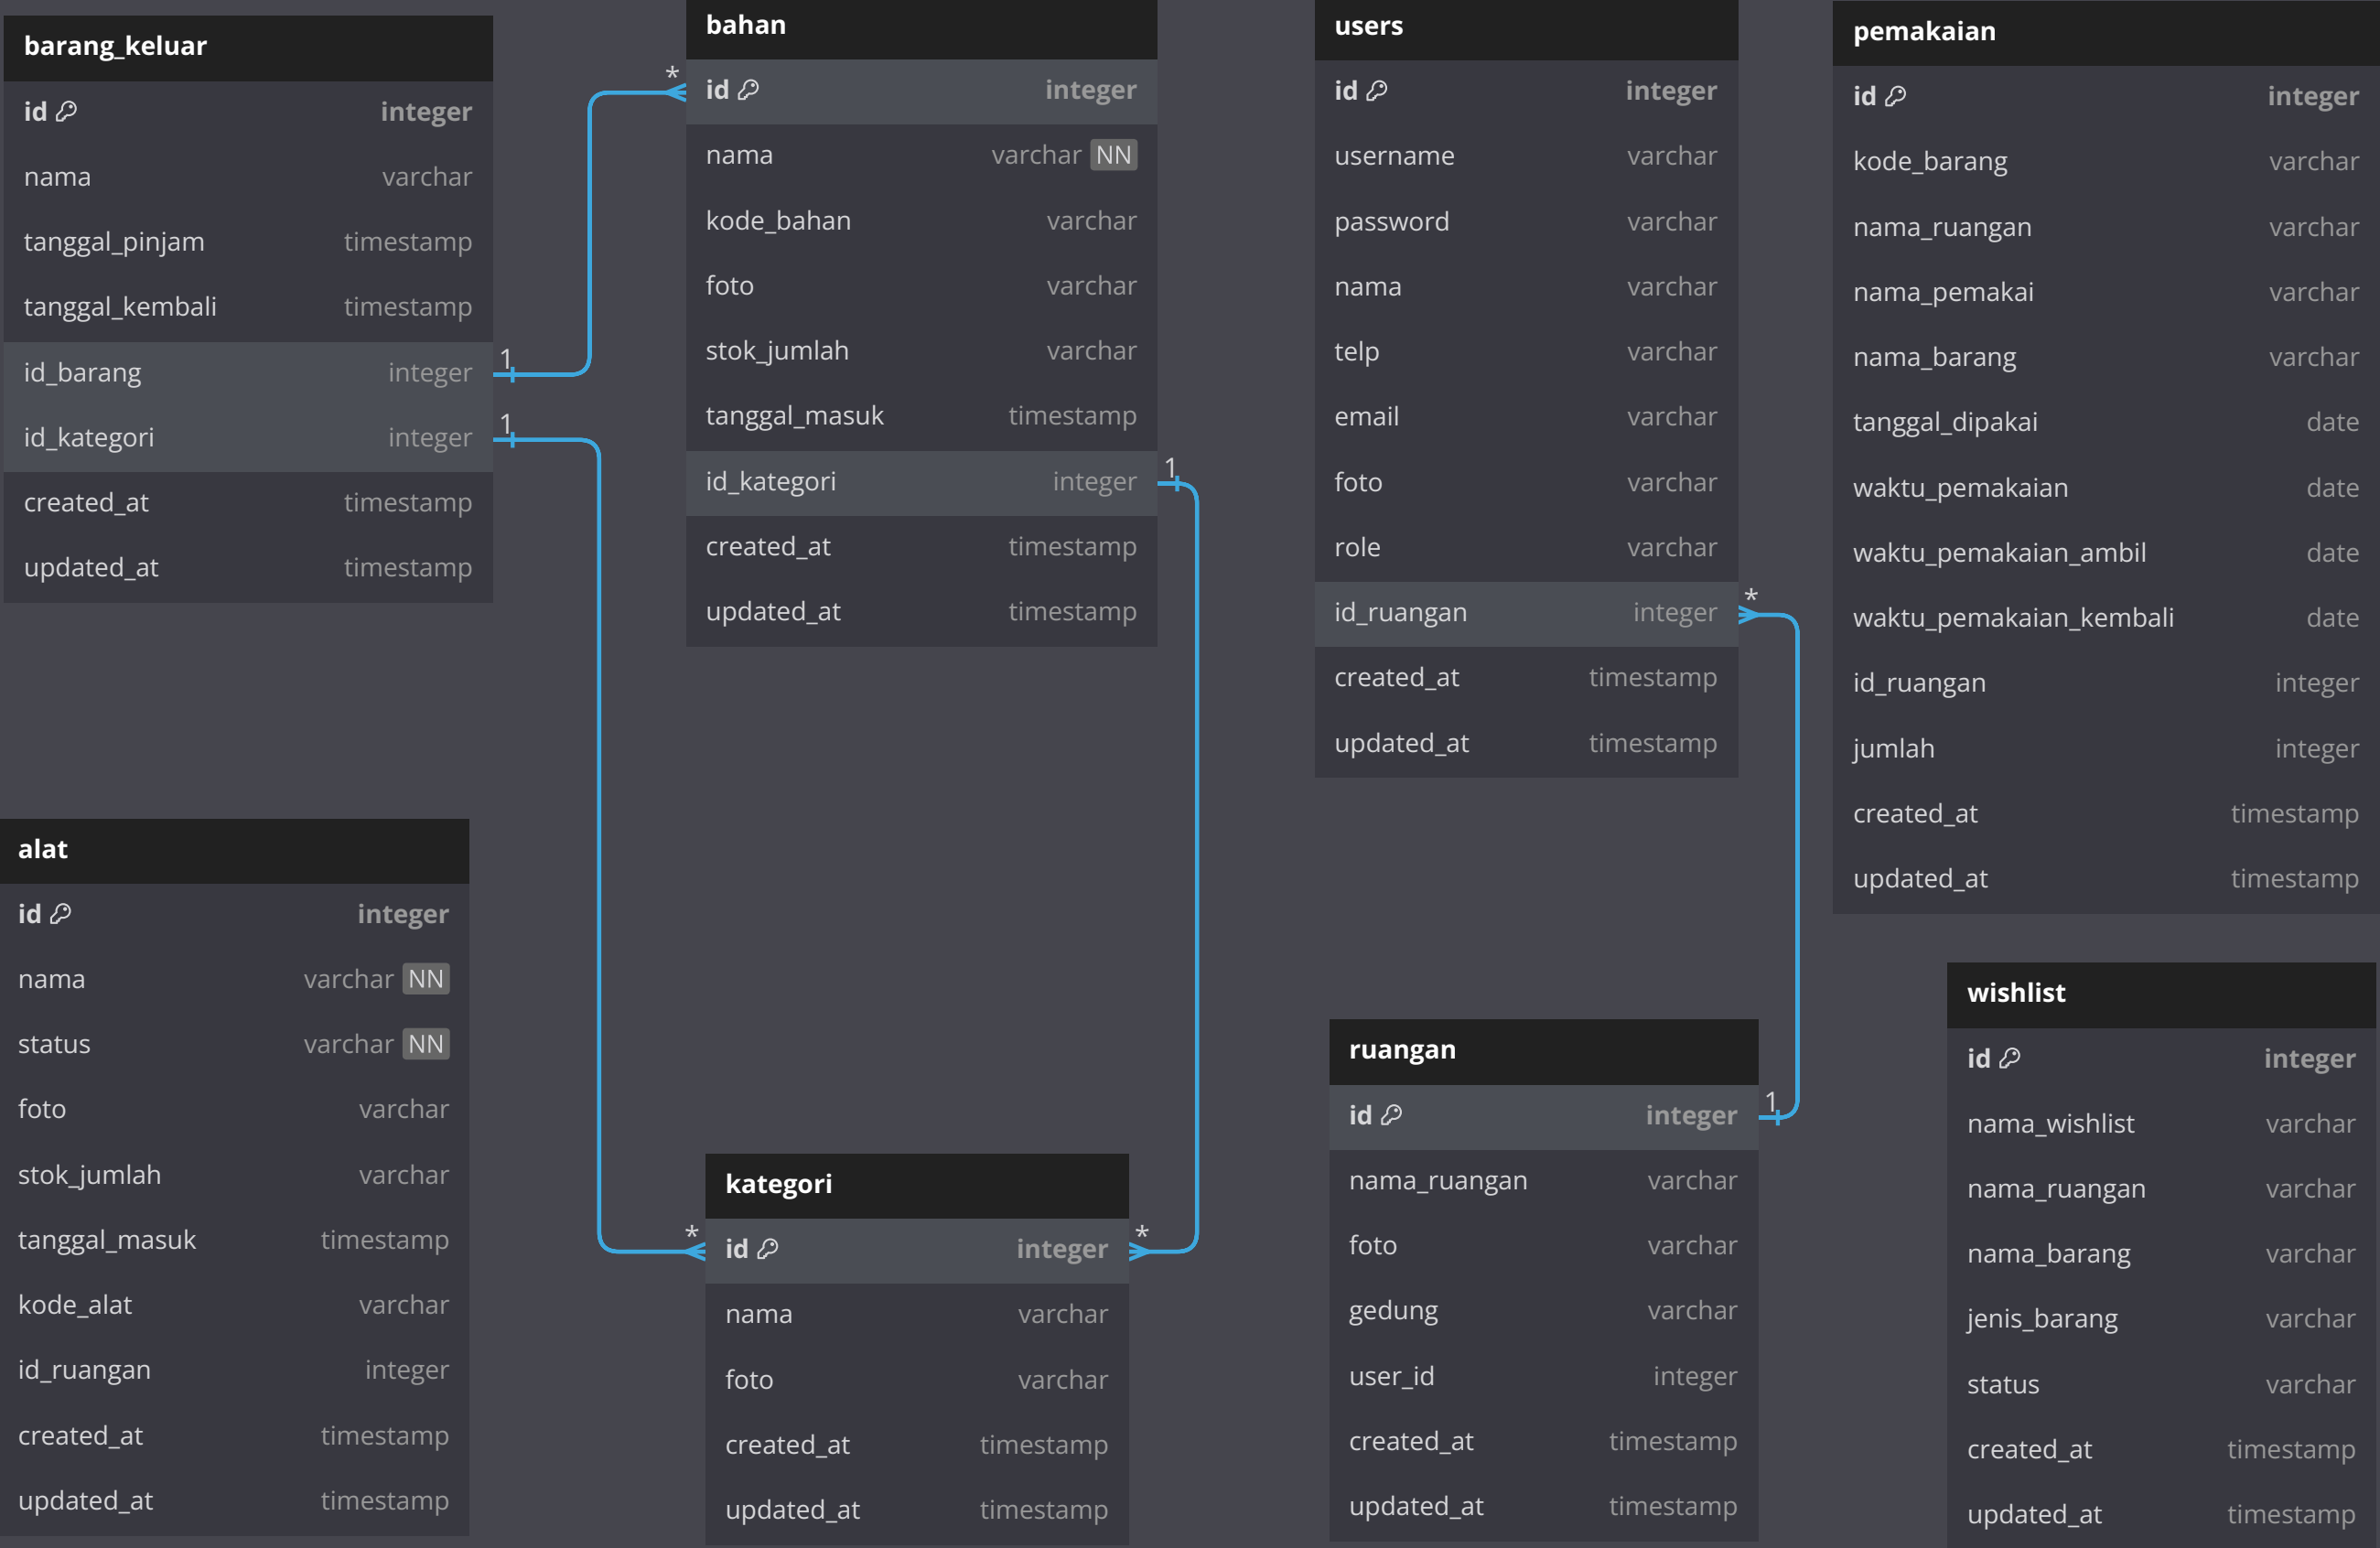 barang_keluar
id integer
nama varchar
tanggal_pinjam timestamp
tanggal_kembali timestamp
id_barang integer 1
id_kategori integer 1
created_at timestamp
updated_at timestamp
bahan
* id integer
nama varchar NN
kode_bahan varchar
foto varchar
stok_jumlah varchar
tanggal_masuk timestamp
id_kategori integer 1
created_at timestamp
updated_at timestamp
users
id integer
username varchar
password varchar
nama varchar
telp varchar
email varchar
foto varchar
role varchar
id_ruangan integer *
created_at timestamp
updated_at timestamp
pemakaian
id integer
kode_barang varchar
nama_ruangan varchar
nama_pemakai varchar
nama_barang varchar
tanggal_dipakai date
waktu_pemakaian date
waktu_pemakaian_ambil date
waktu_pemakaian_kembali date
id_ruangan integer
jumlah integer
created_at timestamp
updated_at timestamp
alat
id integer
nama varchar NN
status varchar NN
foto varchar
stok_jumlah varchar
tanggal_masuk timestamp
kode_alat varchar
id_ruangan integer
created_at timestamp
updated_at timestamp
kategori
* id integer *
nama varchar
foto varchar
created_at timestamp
updated_at timestamp
ruangan
id integer 1
nama_ruangan varchar
foto varchar
gedung varchar
user_id integer
created_at timestamp
updated_at timestamp
wishlist
id integer
nama_wishlist varchar
nama_ruangan varchar
nama_barang varchar
jenis_barang varchar
status varchar
created_at timestamp
updated_at timestamp